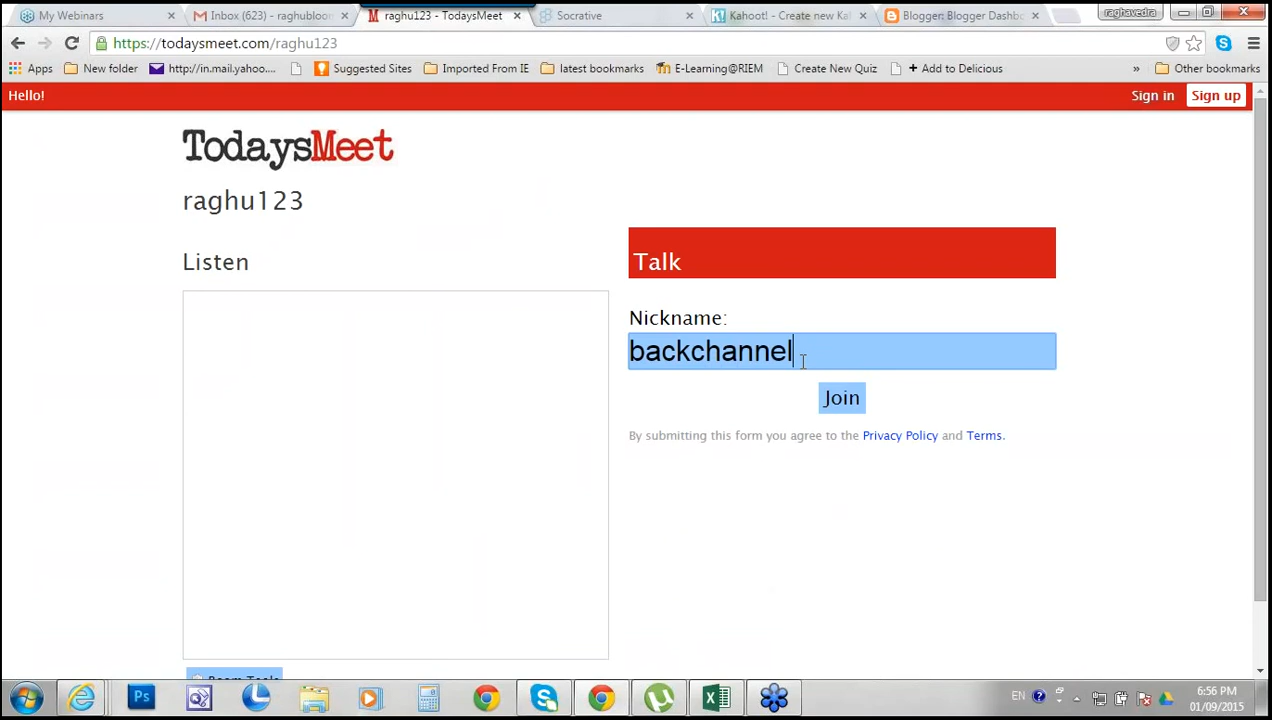 My Webinars
Inbox (623) - raghubloon
raghu123 - TodaysMeet
Socrative
Kahoot! - Create new Ka
Blogger: Blogger Dashbo
raghavedra
https://todaysmeet.com/raghu123
Apps
New folder
http://in.mail.yahoo....
Suggested Sites
Imported From IE
latest bookmarks
E-Learning@RIEM
Create New Quiz
+ Add to Delicious
»
Other bookmarks
Hello!
Sign in
Sign up
TodaysMeet
raghu123
Listen
Talk
Nickname:
backchannel
Join
By submitting this form you agree to the Privacy Policy and Terms.
Room Tools
EN
6:56 PM
01/09/2015